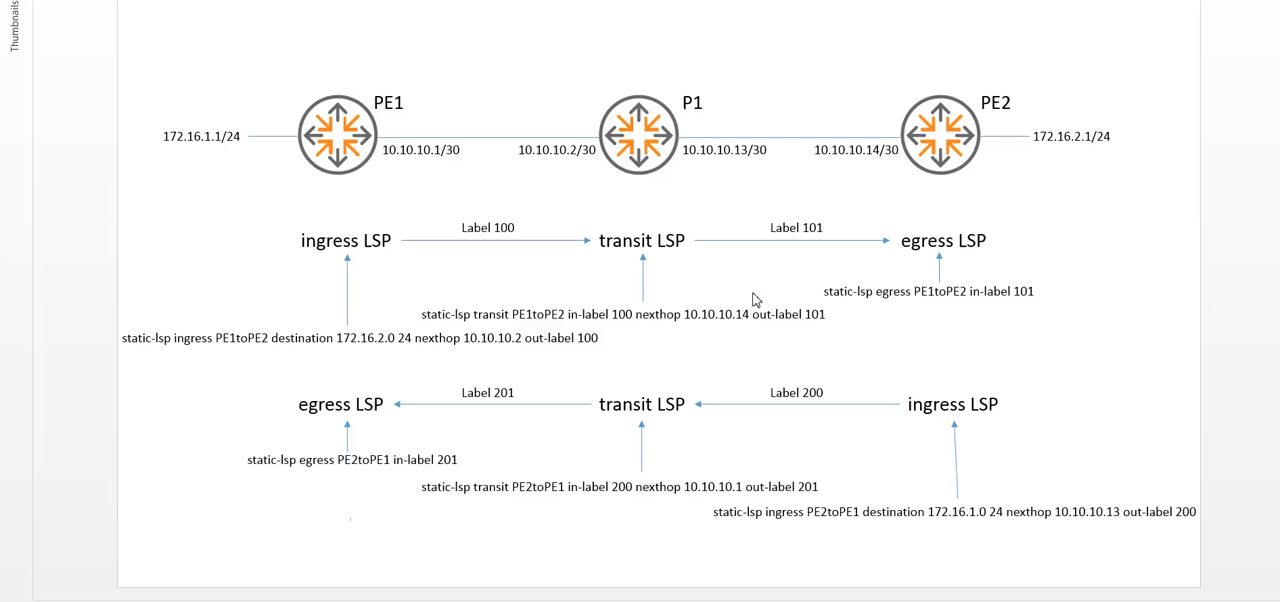 Thumbnails
PE1
P1
PE2
172.16.1.1/24
172.16.2.1/24
10.10.10.1/30
10.10.10.2/30
10.10.10.13/30
10.10.10.14/30
Label 100
Label 101
ingress LSP
transit LSP
egress LSP
static-lsp egress PE1toPE2 in-label 101
static-lsp transit PE1toPE2 in-label 100 nexthop 10.10.10.14 out-label 101
static-lsp ingress PE1toPE2 destination 172.16.2.0 24 nexthop 10.10.10.2 out-label 100
Label 201
Label 200
egress LSP
transit LSP
ingress LSP
static-lsp egress PE2toPE1 in-label 201
static-lsp transit PE2toPE1 in-label 200 nexthop 10.10.10.1 out-label 201
static-lsp ingress PE2toPE1 destination 172.16.1.0 24 nexthop 10.10.10.13 out-label 200